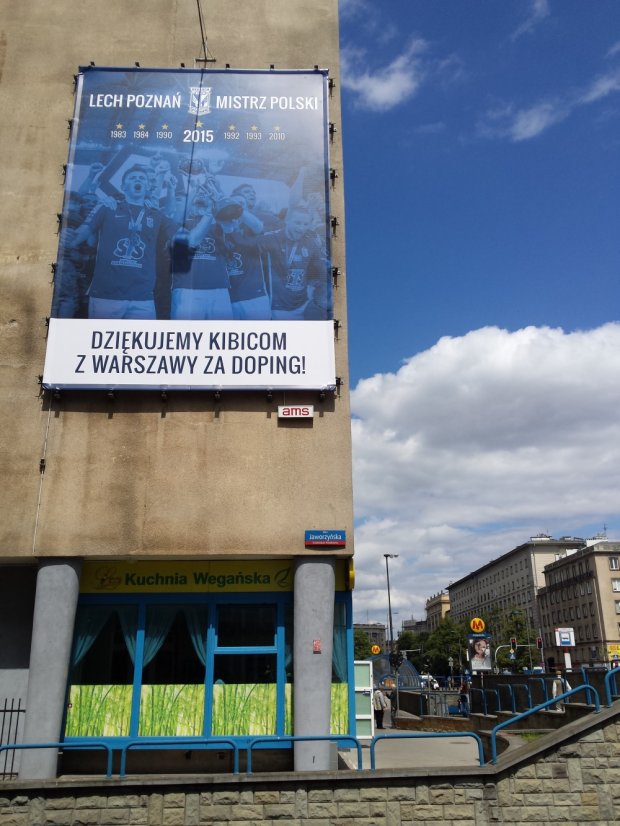 LECH POZNAŃ MISTRZ POLSKI
1983 1984 1990 2015 1992 1993 2010
DZIĘKUJEMY KIBICOM
Z WARSZAWY ZA DOPING!
ams
Jaworzyńska
Kuchnia Wegańska
M